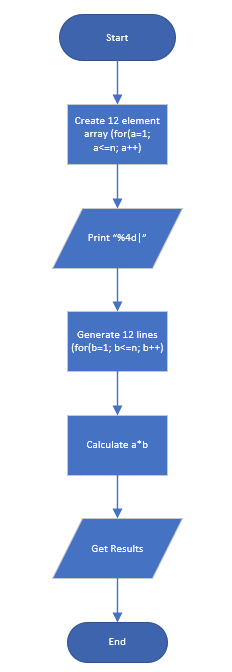 Start
Create 12 element
array (for(a=1;
a<=n; a++)
Print “%4d|”
Generate 12 lines
(for(b=1; b<=n; b++)
Calculate a*b
Get Results
End